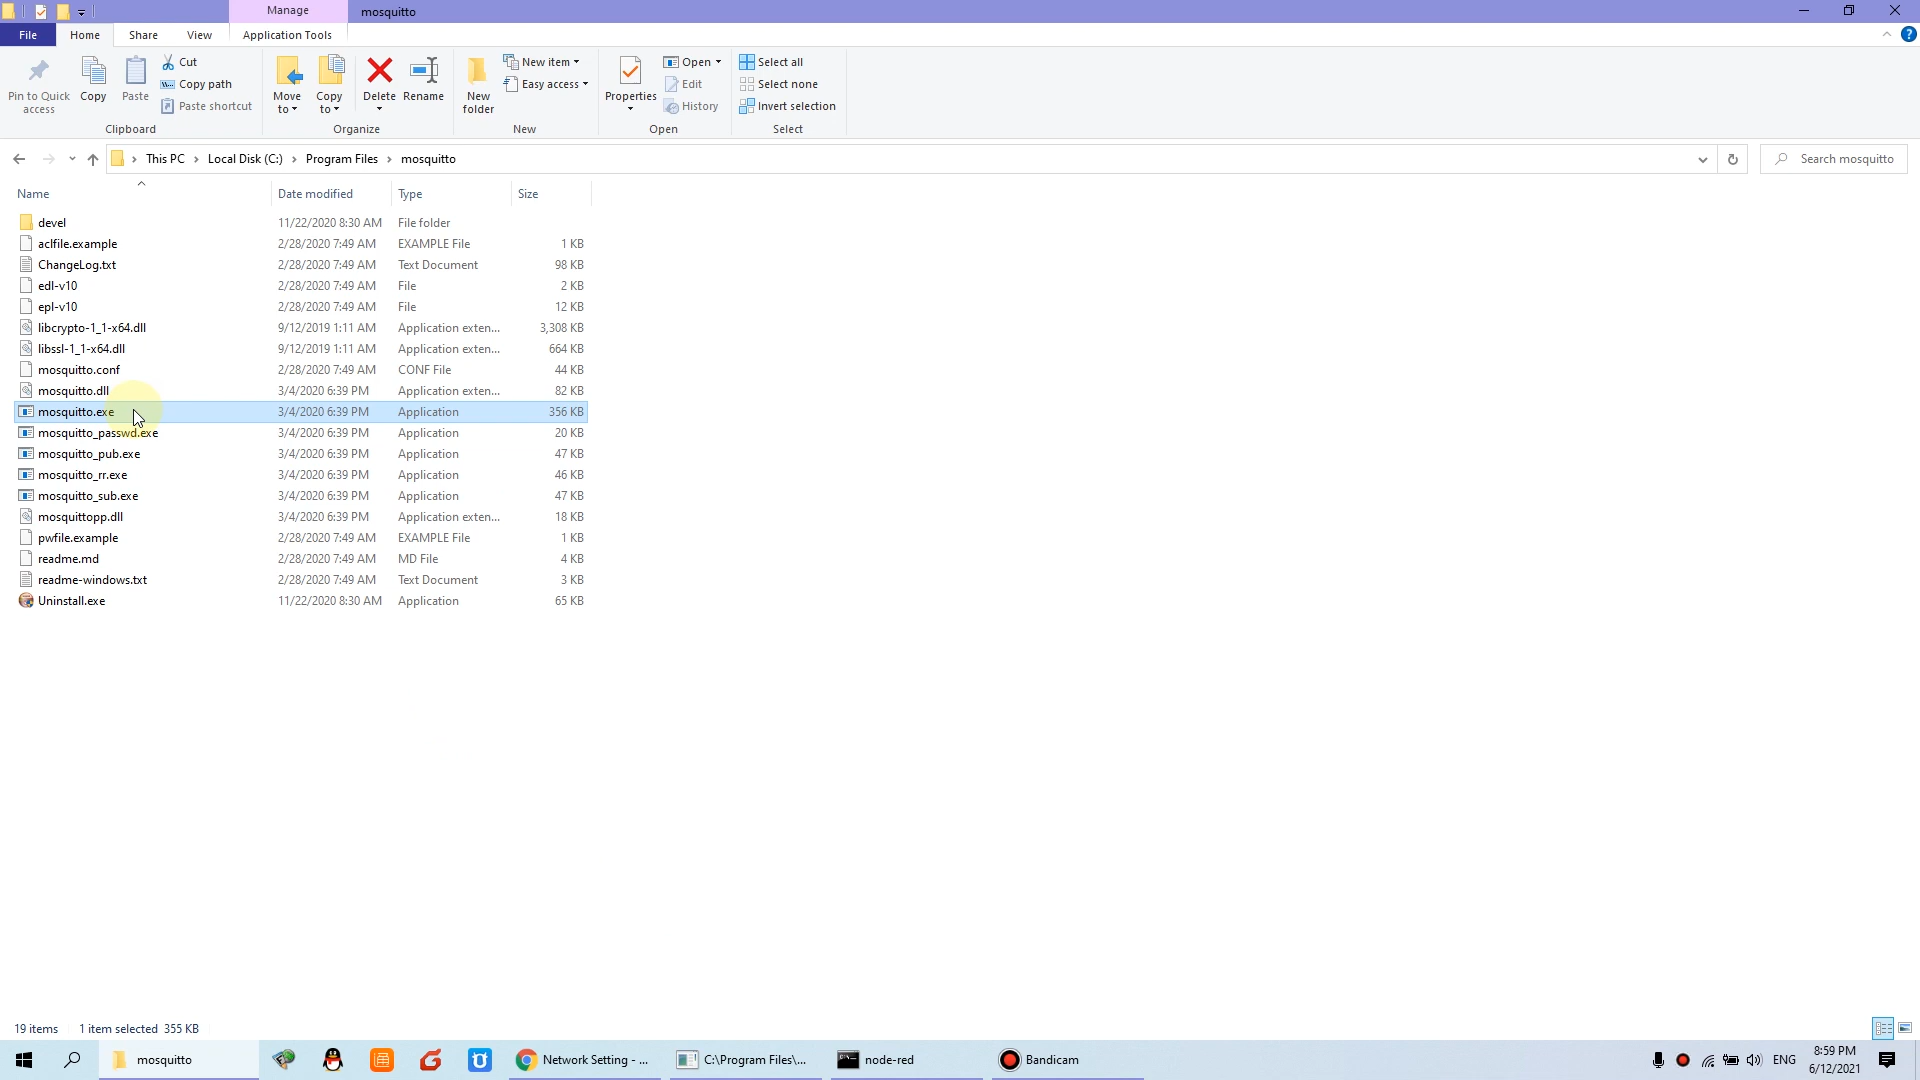 Manage
mosquitto
File
Home
Share
View
Application Tools
Pin to Quick access
Copy
Paste
Cut
Copy path
Paste shortcut
Clipboard
Move to
Copy to
Delete
Rename
Organize
New folder
New item
Easy access
New
Properties
Open
Edit
History
Open
Select all
Select none
Invert selection
Select
This PC
Local Disk (C:)
Program Files
mosquitto
Search mosquitto
Name Date modified Type Size
devel 11/22/2020 8:30 AM File folder
aclfile.example 2/28/2020 7:49 AM EXAMPLE File 1 KB
ChangeLog.txt 2/28/2020 7:49 AM Text Document 98 KB
edl-v10 2/28/2020 7:49 AM File 2 KB
epl-v10 2/28/2020 7:49 AM File 12 KB
libcrypto-1_1-x64.dll 9/12/2019 1:11 AM Application exten... 3,308 KB
libssl-1_1-x64.dll 9/12/2019 1:11 AM Application exten... 664 KB
mosquitto.conf 2/28/2020 7:49 AM CONF File 44 KB
mosquitto.dll 3/4/2020 6:39 PM Application exten... 82 KB
mosquitto.exe 3/4/2020 6:39 PM Application 356 KB
mosquitto_passwd.exe 3/4/2020 6:39 PM Application 20 KB
mosquitto_pub.exe 3/4/2020 6:39 PM Application 47 KB
mosquitto_rr.exe 3/4/2020 6:39 PM Application 46 KB
mosquitto_sub.exe 3/4/2020 6:39 PM Application 47 KB
mosquittopp.dll 3/4/2020 6:39 PM Application exten... 18 KB
pwfile.example 2/28/2020 7:49 AM EXAMPLE File 1 KB
readme.md 2/28/2020 7:49 AM MD File 4 KB
readme-windows.txt 2/28/2020 7:49 AM Text Document 3 KB
Uninstall.exe 11/22/2020 8:30 AM Application 65 KB
19 items 1 item selected 355 KB
mosquitto
Network Setting - ...
C:\Program Files\...
node-red
Bandicam
ENG
8:59 PM
6/12/2021